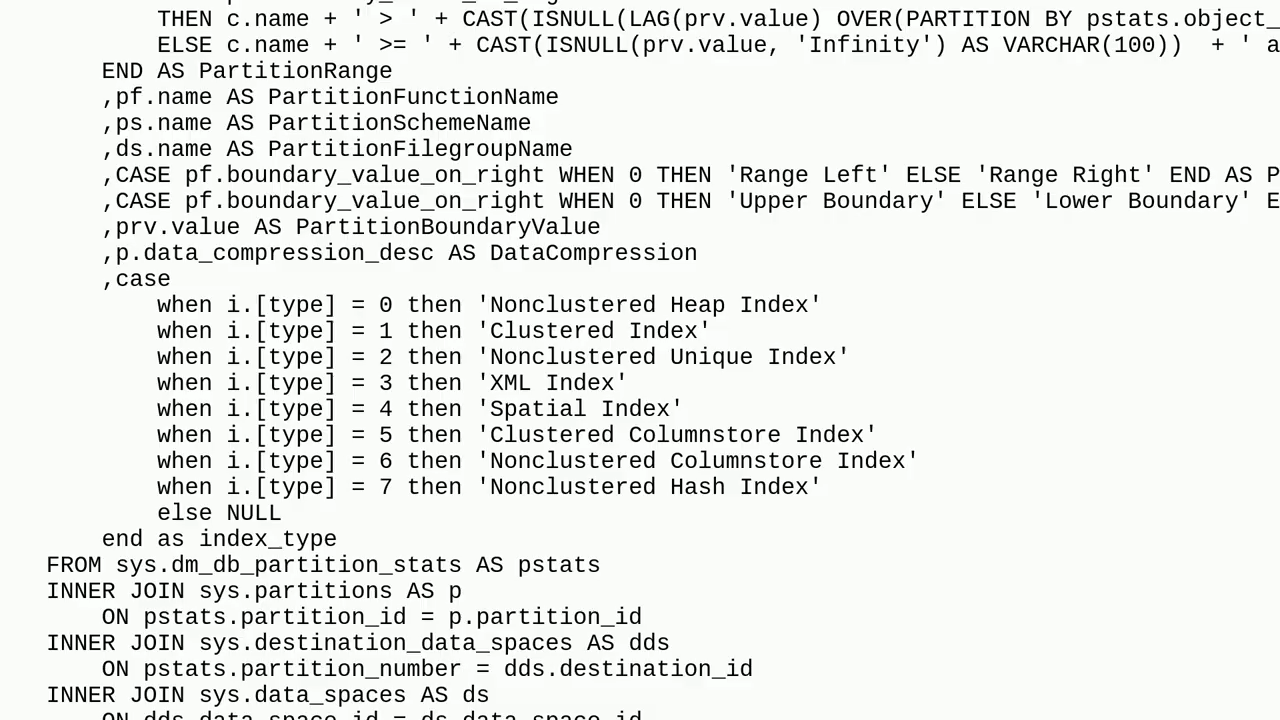 THEN c.name + ' > ' + CAST(ISNULL(LAG(prv.value) OVER(PARTITION BY pstats.object_
ELSE c.name + ' >= ' + CAST(ISNULL(prv.value, 'Infinity') AS VARCHAR(100))  + ' a
END AS PartitionRange
,pf.name AS PartitionFunctionName
,ps.name AS PartitionSchemeName
,ds.name AS PartitionFilegroupName
,CASE pf.boundary_value_on_right WHEN 0 THEN 'Range Left' ELSE 'Range Right' END AS P
,CASE pf.boundary_value_on_right WHEN 0 THEN 'Upper Boundary' ELSE 'Lower Boundary' E
,prv.value AS PartitionBoundaryValue
,p.data_compression_desc AS DataCompression
,case
when i.[type] = 0 then 'Nonclustered Heap Index'
when i.[type] = 1 then 'Clustered Index'
when i.[type] = 2 then 'Nonclustered Unique Index'
when i.[type] = 3 then 'XML Index'
when i.[type] = 4 then 'Spatial Index'
when i.[type] = 5 then 'Clustered Columnstore Index'
when i.[type] = 6 then 'Nonclustered Columnstore Index'
when i.[type] = 7 then 'Nonclustered Hash Index'
else NULL
end as index_type
FROM sys.dm_db_partition_stats AS pstats
INNER JOIN sys.partitions AS p
ON pstats.partition_id = p.partition_id
INNER JOIN sys.destination_data_spaces AS dds
ON pstats.partition_number = dds.destination_id
INNER JOIN sys.data_spaces AS ds
ON dds.data_space_id = ds.data_space_id